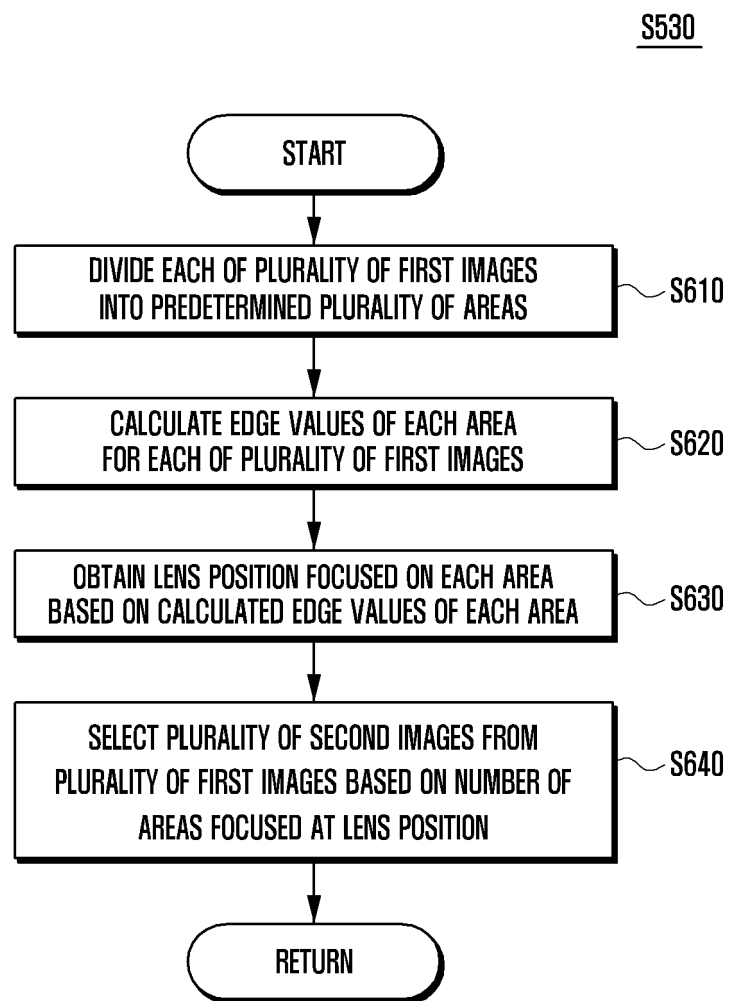 S530
START
DIVIDE EACH OF PLURALITY OF FIRST IMAGES
INTO PREDETERMINED PLURALITY OF AREAS
S610
CALCULATE EDGE VALUES OF EACH AREA
FOR EACH OF PLURALITY OF FIRST IMAGES
S620
OBTAIN LENS POSITION FOCUSED ON EACH AREA
BASED ON CALCULATED EDGE VALUES OF EACH AREA
S630
SELECT PLURALITY OF SECOND IMAGES FROM
PLURALITY OF FIRST IMAGES BASED ON NUMBER OF
AREAS FOCUSED AT LENS POSITION
S640
RETURN